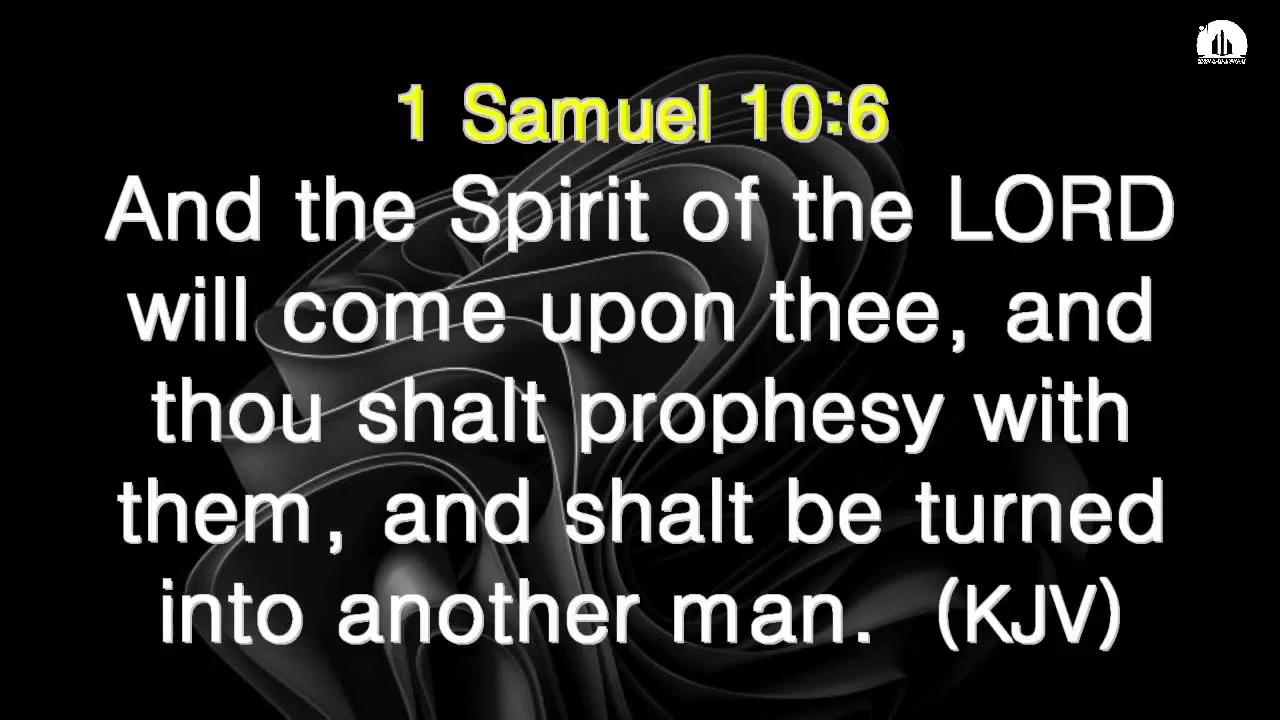 1 Samuel 10:6
And the Spirit of the LORD
will come upon thee, and
thou shalt prophesy with
them, and shalt be turned
into another man.  (KJV)